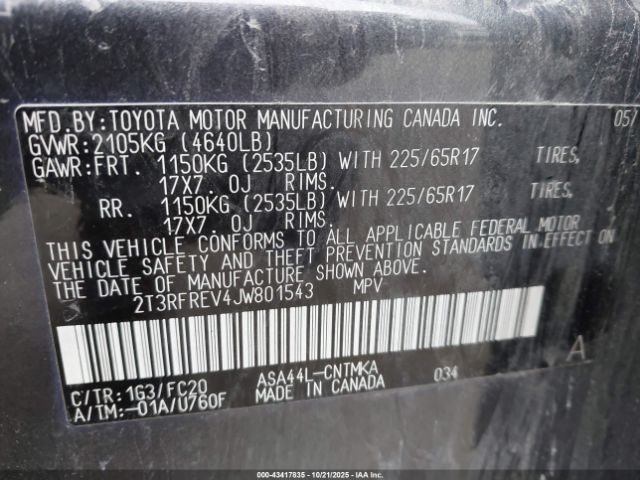 MFD.BY:TOYOTA MOTOR MANUFACTURING CANADA INC. 05/
GVWR:2105KG (4640LB)
GAWR:FRT. 1150KG (2535LB) WITH 225/65R17 TIRES,
17X7. 0J RIMS.
RR. 1150KG (2535LB) WITH 225/65R17 TIRES,
17X7. 0J RIMS.
THIS VEHICLE CONFORMS TO ALL APPLICABLE FEDERAL MOTOR
VEHICLE SAFETY AND THEFT PREVENTION STANDARDS IN EFFECT ON
THE DATE OF MANUFACTURE SHOWN ABOVE.
2T3RFREV4JW801543 MPV
A
C/TR:1G3/FC20 ASA44L-CNTMKA 034
A/TM:-01A/U760F MADE IN CANADA
000-43417835 - 10/21/2025 - IAAI.COM